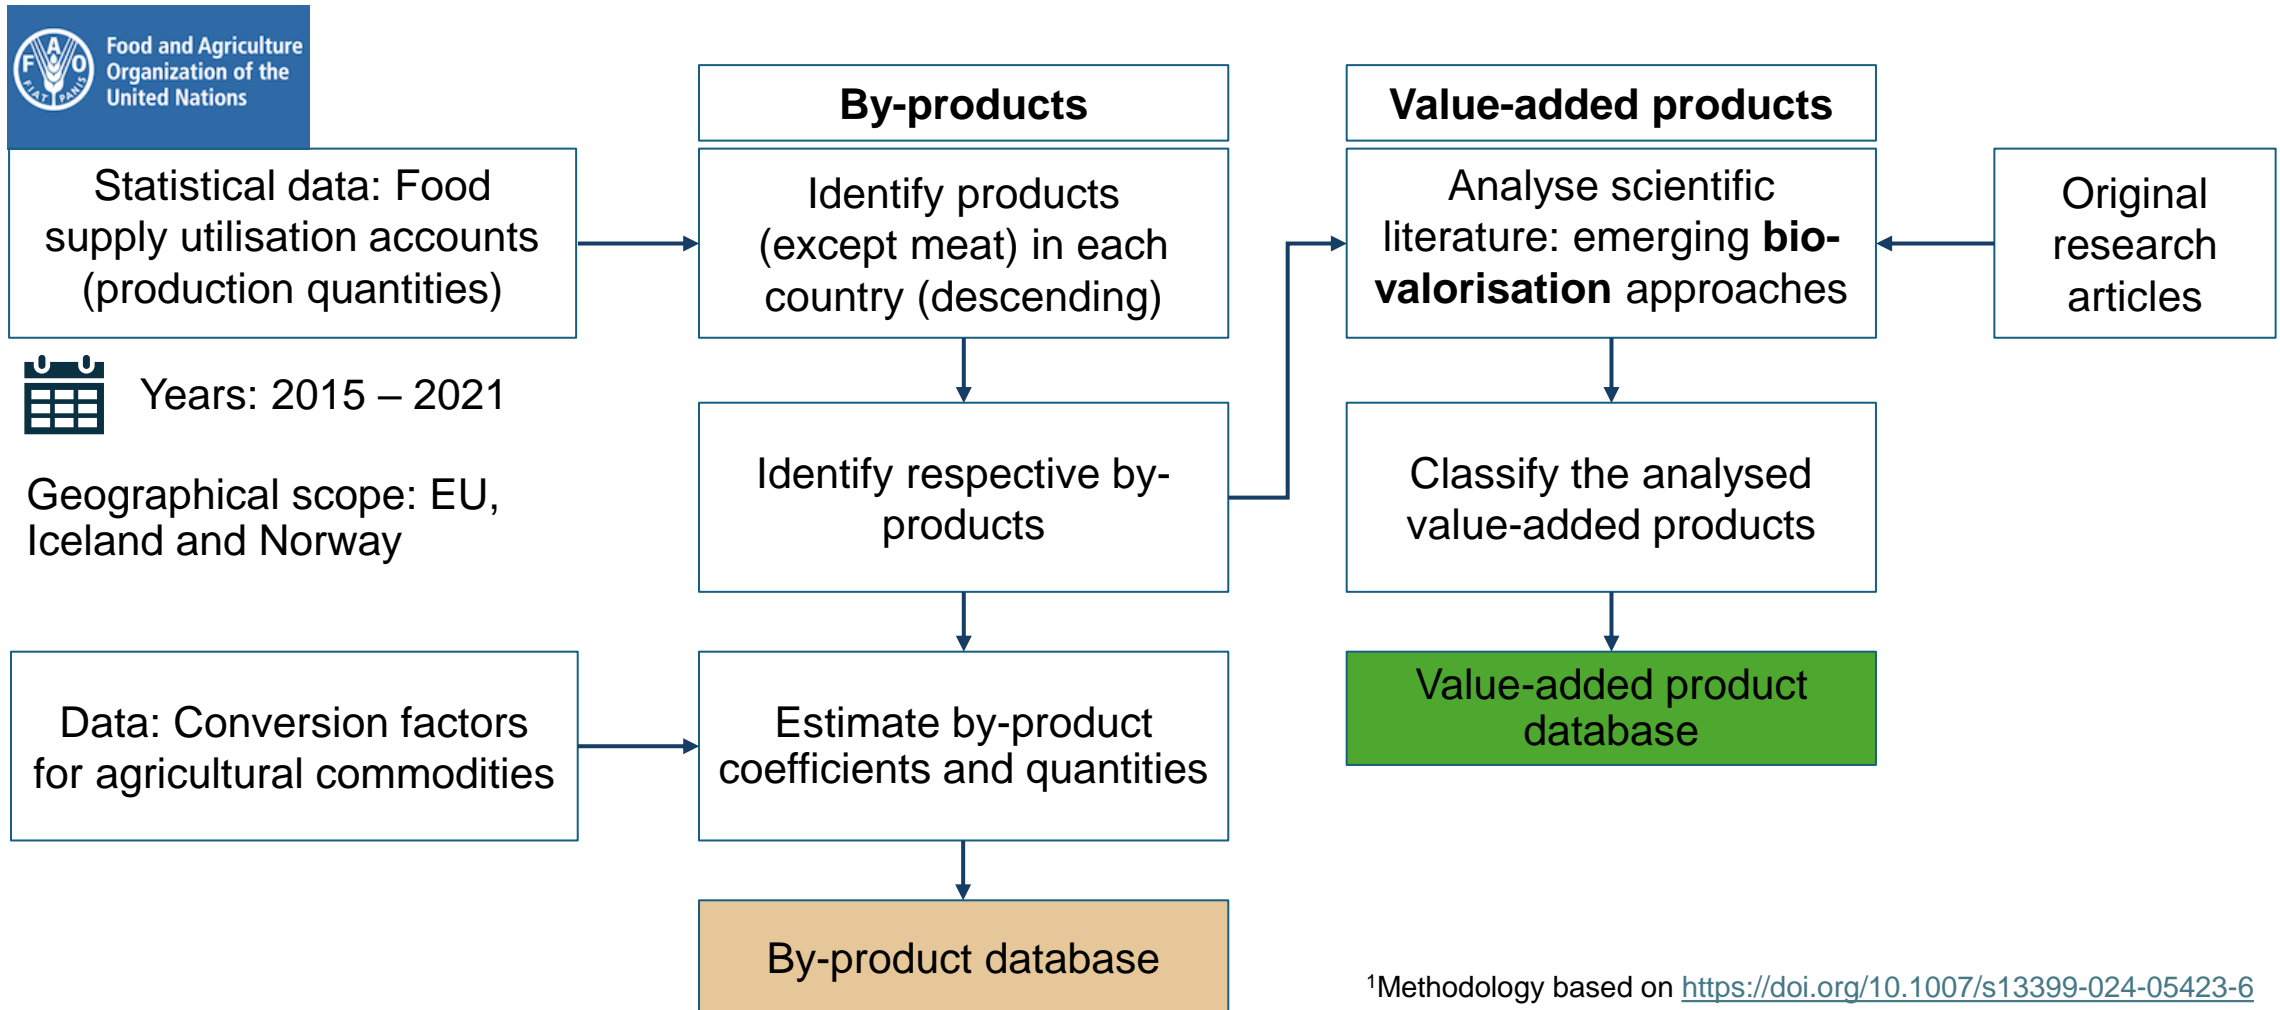 FAO
FIAT PANIS
Food and Agriculture
Organization of the
United Nations
Statistical data: Food
supply utilisation accounts
(production quantities)
Years: 2015 – 2021
Geographical scope: EU,
Iceland and Norway
Data: Conversion factors
for agricultural commodities
By-products
Identify products
(except meat) in each
country (descending)
Identify respective by-
products
Estimate by-product
coefficients and quantities
By-product database
Value-added products
Analyse scientific
literature: emerging bio-
valorisation approaches
Classify the analysed
value-added products
Value-added product
database
Original
research
articles
¹Methodology based on https://doi.org/10.1007/s13399-024-05423-6